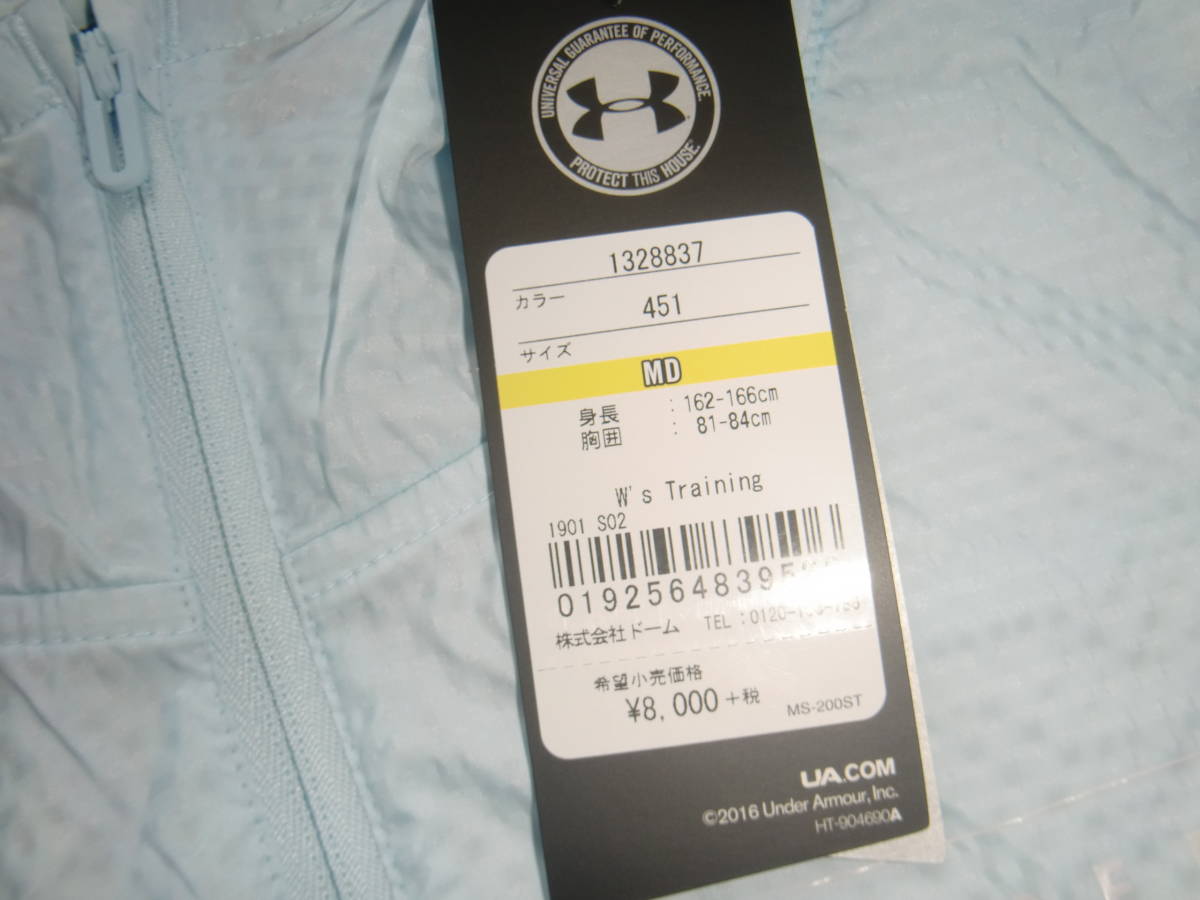 UNIVERSAL GUARANTEE OF PERFORMANCE.
PROTECT THIS HOUSE.
1328837
カラー
451
サイズ
MD
身長 : 162-166cm
胸囲 : 81-84cm
W's Training
1901 S02
株式会社ドーム TEL:
希望小売価格
¥8,000+税
MS-200ST
UA.COM
©2016 Under Armour, Inc.
HT-904690A